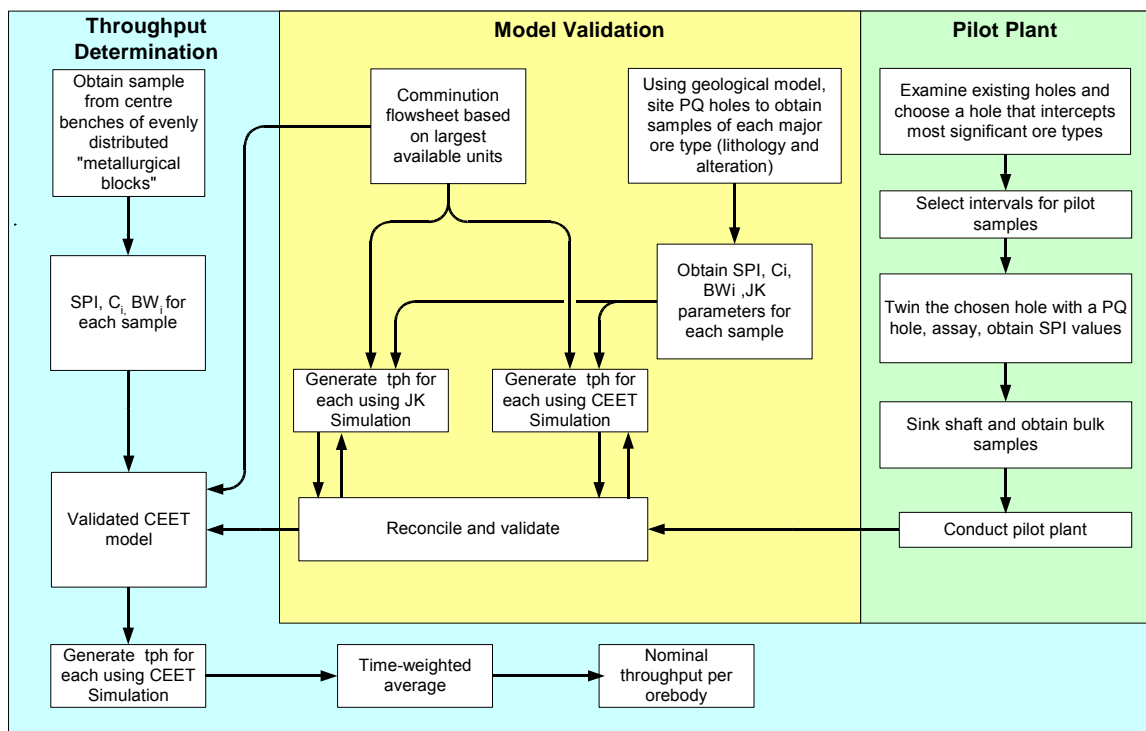 Throughput
Determination
Obtain sample
from centre
benches of evenly
distributed
"metallurgical
blocks"
SPI, Ci, BWi for
each sample
Validated CEET
model
Generate tph for
each using CEET
Simulation
Time-weighted
average
Nominal
throughput per
orebody
Model Validation
Comminution
flowsheet based
on largest
available units
Using geological model,
site PQ holes to obtain
samples of each major
ore type (lithology and
alteration)
Obtain SPI, Ci,
BWi ,JK
parameters for
each sample
Generate tph for
each using JK
Simulation
Generate tph for
each using CEET
Simulation
Reconcile and validate
Pilot Plant
Examine existing holes and
choose a hole that intercepts
most significant ore types
Select intervals for pilot
samples
Twin the chosen hole with a PQ
hole, assay, obtain SPI values
Sink shaft and obtain bulk
samples
Conduct pilot plant